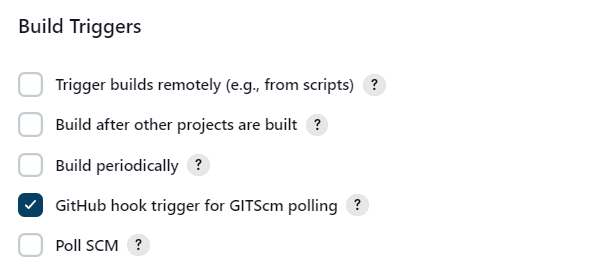 Build Triggers
Trigger builds remotely (e.g., from scripts) ?
Build after other projects are built ?
Build periodically ?
GitHub hook trigger for GITScm polling ?
Poll SCM ?